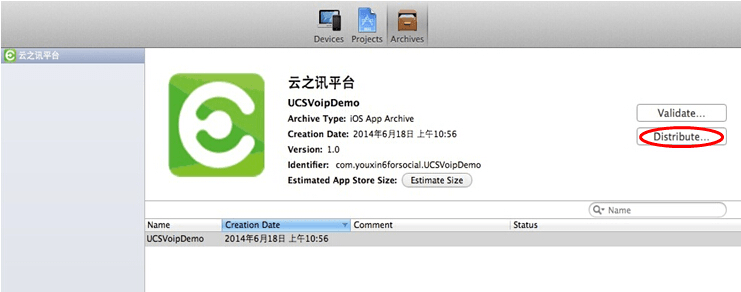 Devices Projects Archives
云之讯平台
云之讯平台
UCSVoipDemo
Archive Type: iOS App Archive
Creation Date: 2014年6月18日 上午10:56
Version: 1.0
Identifier: com.youxin6forsocial.UCSVoipDemo
Estimated App Store Size: Estimate Size
Validate...
Distribute...
Name
Name Creation Date Comment Status
UCSVoipDemo 2014年6月18日 上午10:56